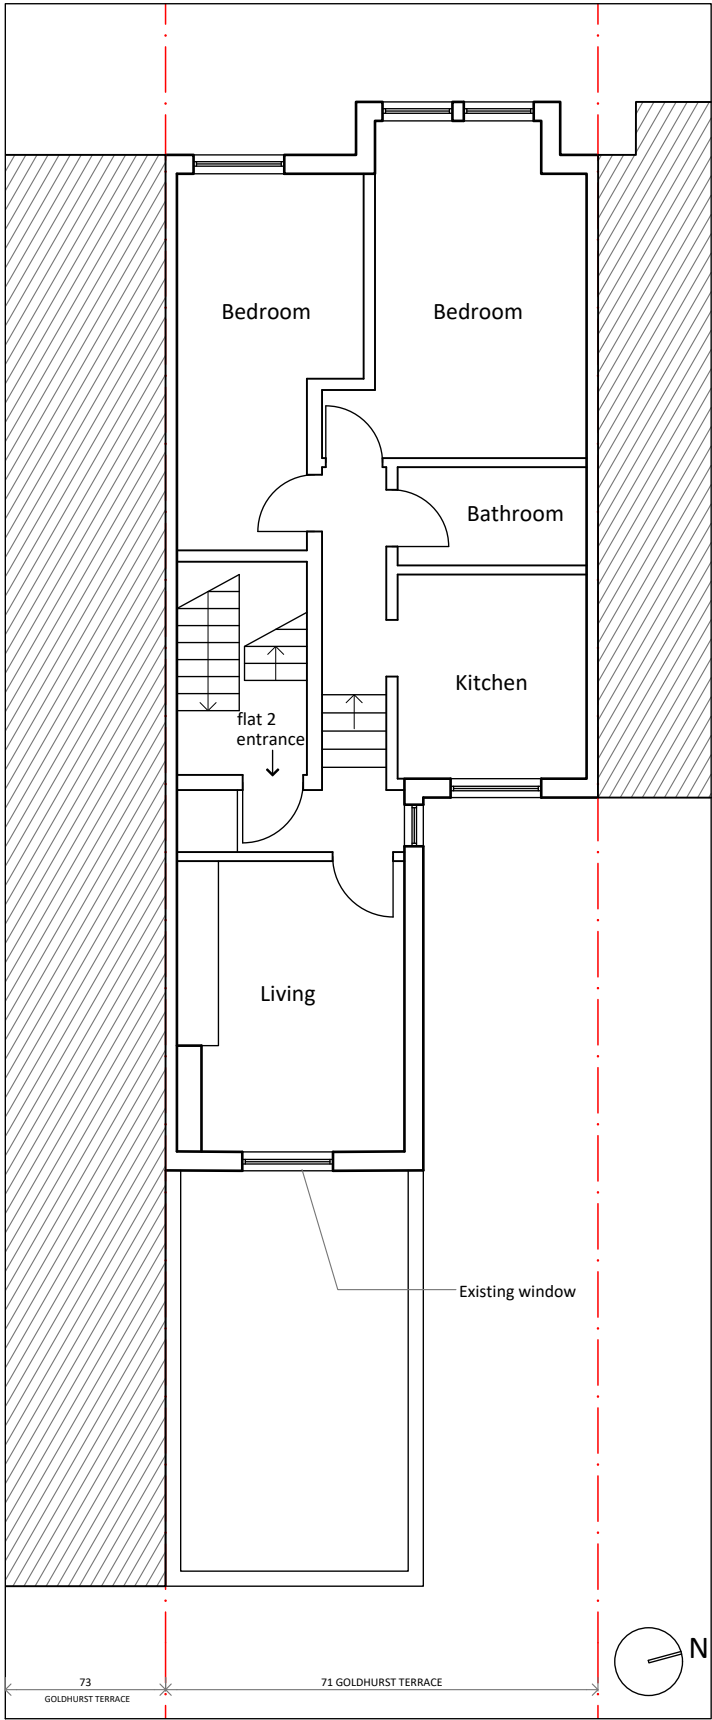 Bedroom
Bedroom
Bathroom
Kitchen
flat 2
entrance
Living
Existing window
N
73
GOLDHURST TERRACE
71 GOLDHURST TERRACE